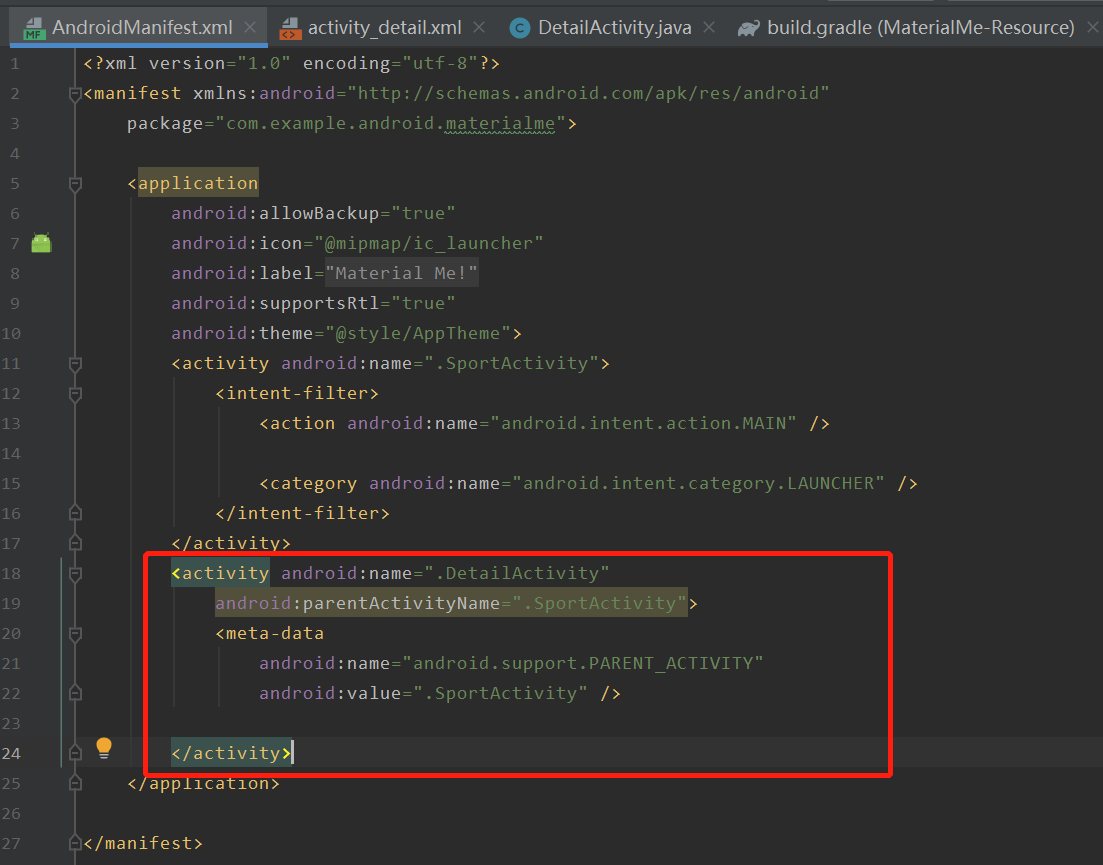 AndroidManifest.xml activity_detail.xml DetailActivity.java build.gradle (MaterialMe-Resource)
1 <?xml version="1.0" encoding="utf-8"?>
2 <manifest xmlns:android="http://schemas.android.com/apk/res/android"
3 package="com.example.android.materialme">
4
5 <application
6 android:allowBackup="true"
7 android:icon="@mipmap/ic_launcher"
8 android:label="Material Me!"
9 android:supportsRtl="true"
10 android:theme="@style/AppTheme">
11 <activity android:name=".SportActivity">
12 <intent-filter>
13 <action android:name="android.intent.action.MAIN" />
14
15 <category android:name="android.intent.category.LAUNCHER" />
16 </intent-filter>
17 </activity>
18 <activity android:name=".DetailActivity"
19 android:parentActivityName=".SportActivity">
20 <meta-data
21 android:name="android.support.PARENT_ACTIVITY"
22 android:value=".SportActivity" />
23
24 </activity>
25 </application>
26
27 </manifest>